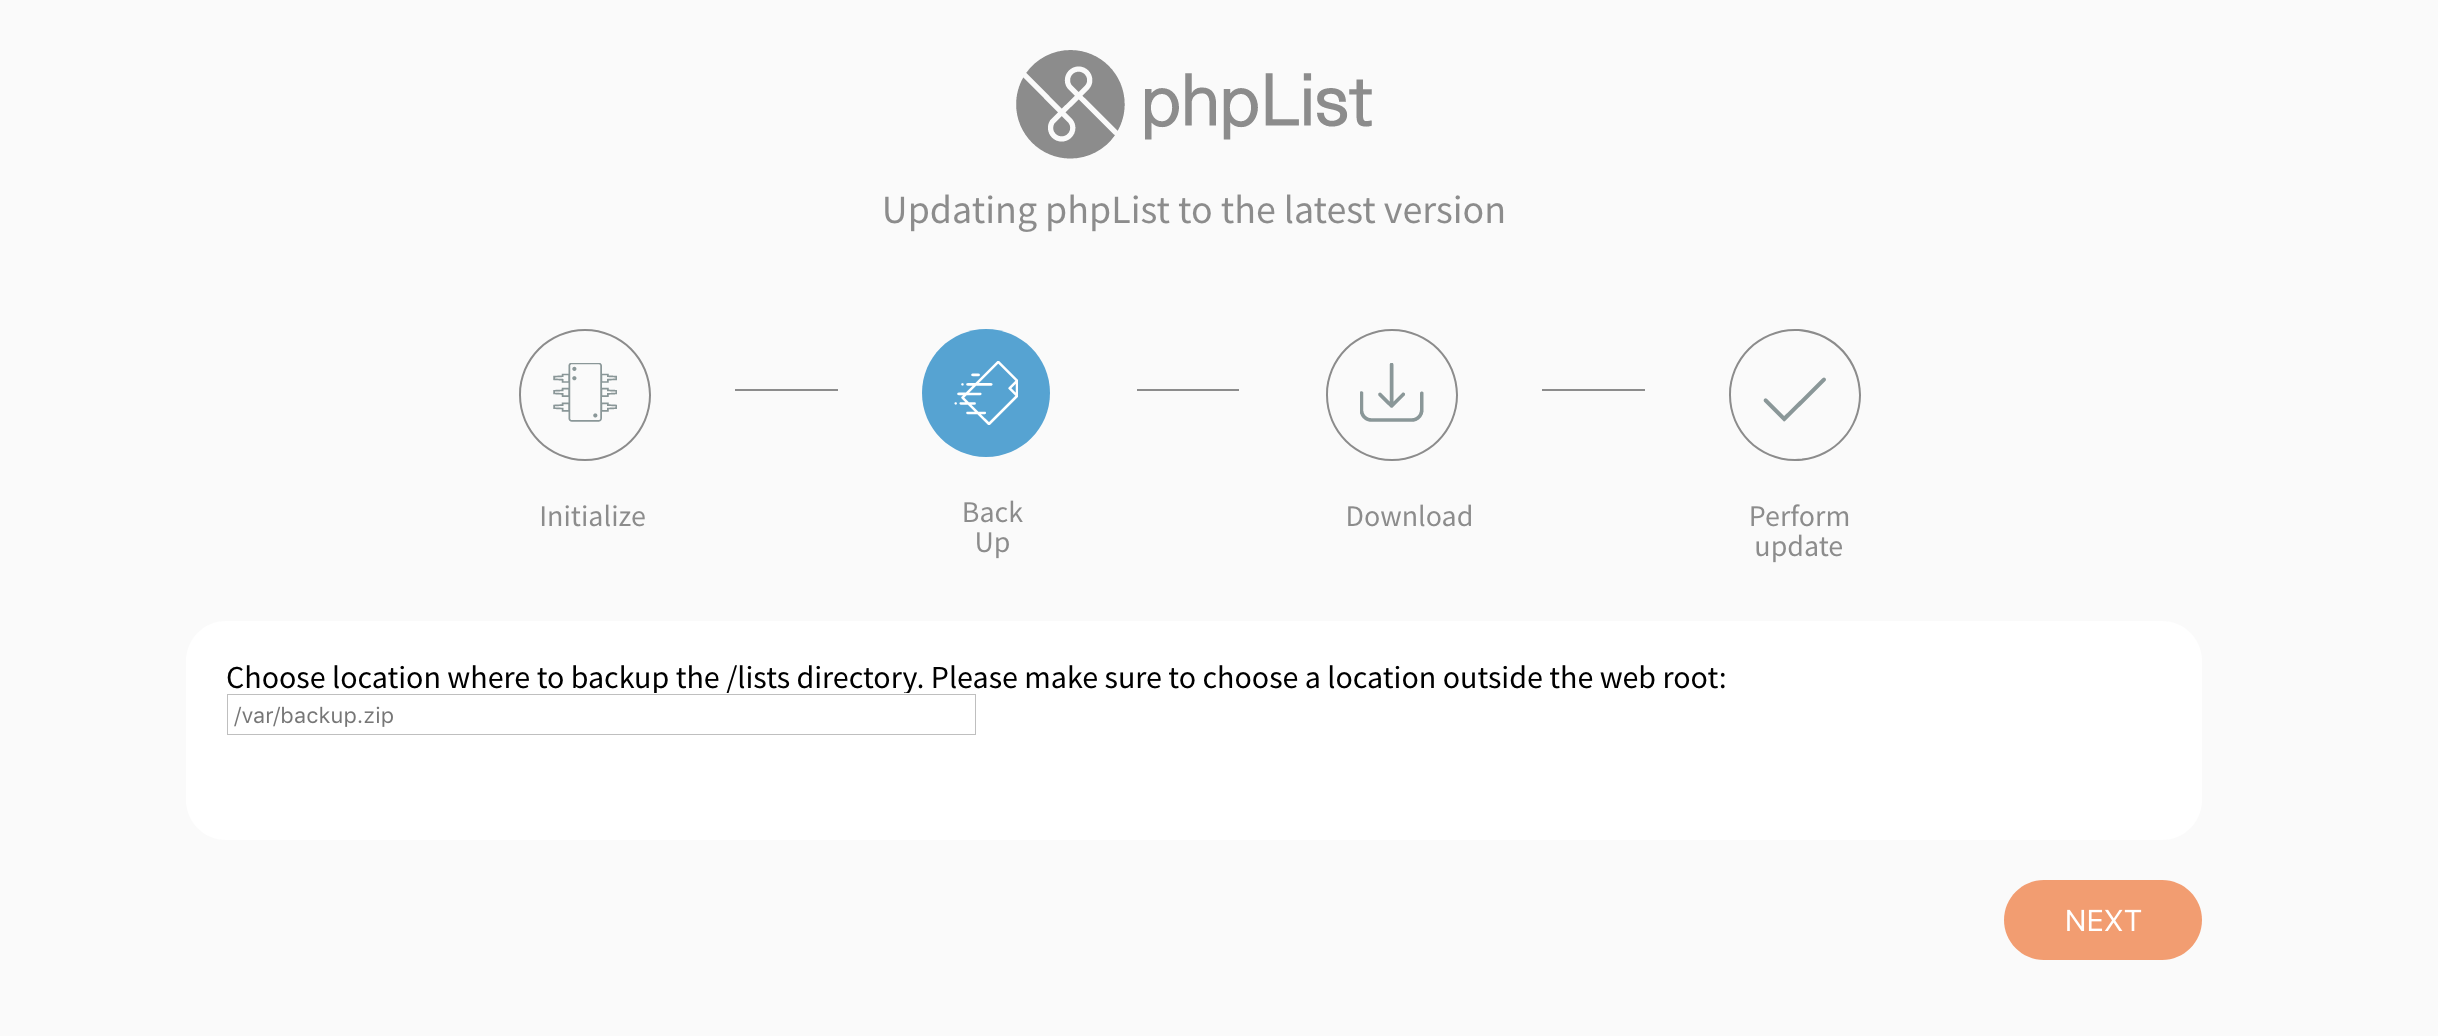 phpList
Updating phpList to the latest version
Initialize
Back
Up
Download
Perform
update
Choose location where to backup the /lists directory. Please make sure to choose a location outside the web root:
/var/backup.zip
NEXT